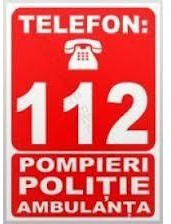 TELEFON:
112
POMPIERI
POLIȚIE
AMBULANȚA